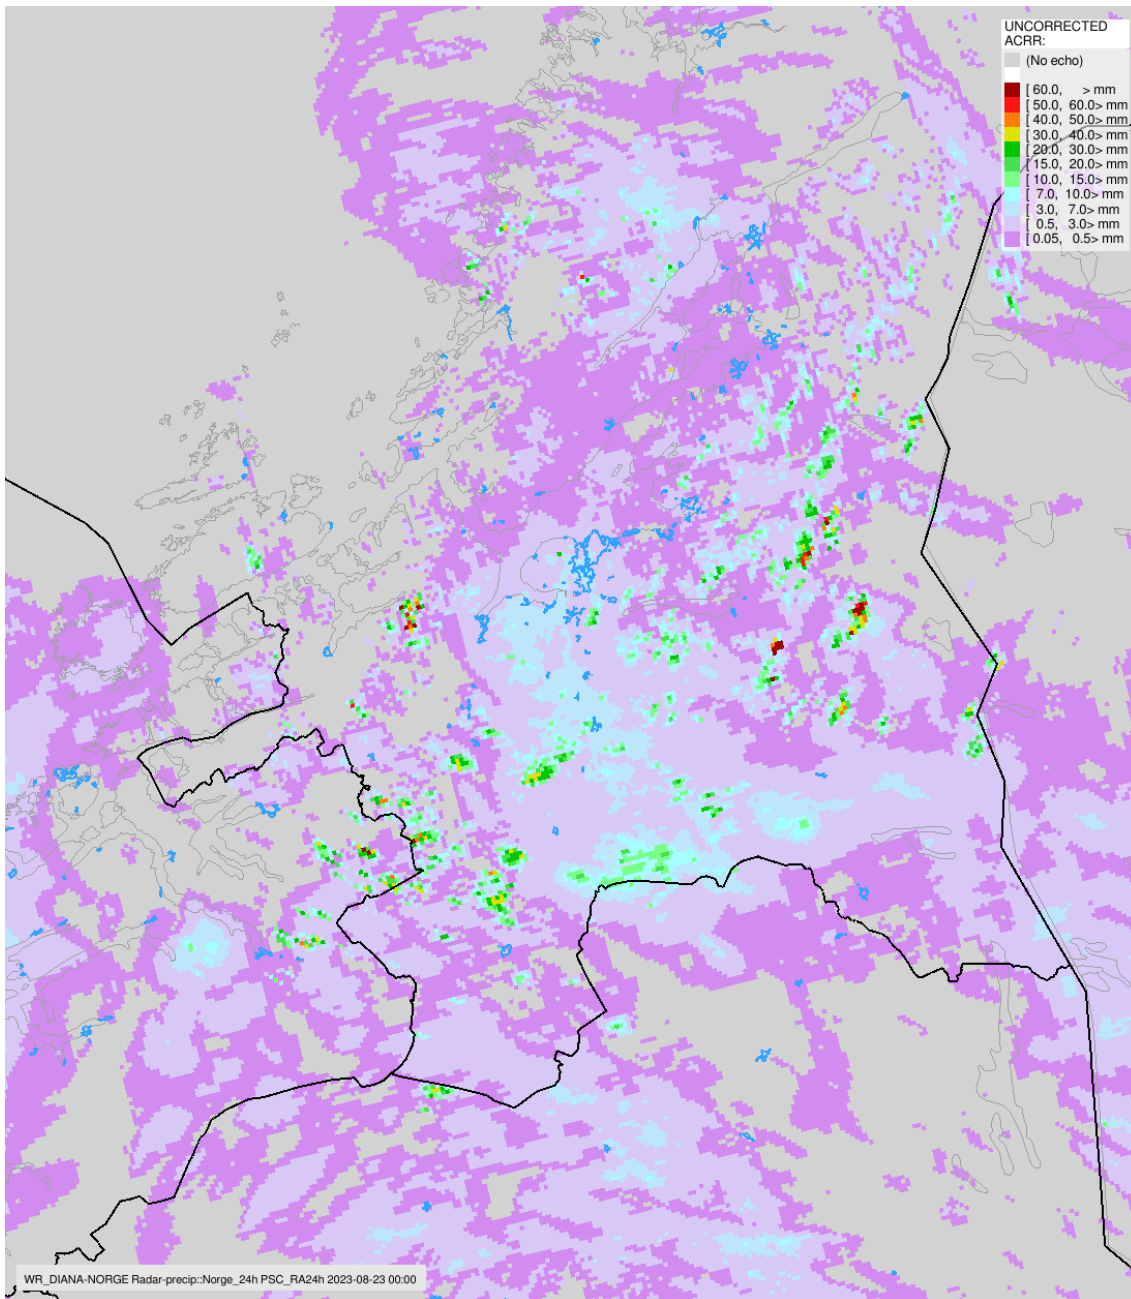 UNCORRECTED
ACRR:
(No echo)
[ 60.0, > mm
[ 50.0, 60.0> mm
[ 40.0, 50.0> mm
[ 30.0, 40.0> mm
[ 20.0, 30.0> mm
[ 15.0, 20.0> mm
[ 10.0, 15.0> mm
[ 7.0, 10.0> mm
[ 3.0, 7.0> mm
[ 0.5, 3.0> mm
[ 0.05, 0.5> mm
WR_DIANA-NORGE Radar-precip::Norge_24h PSC_RA24h 2023-08-23 00:00